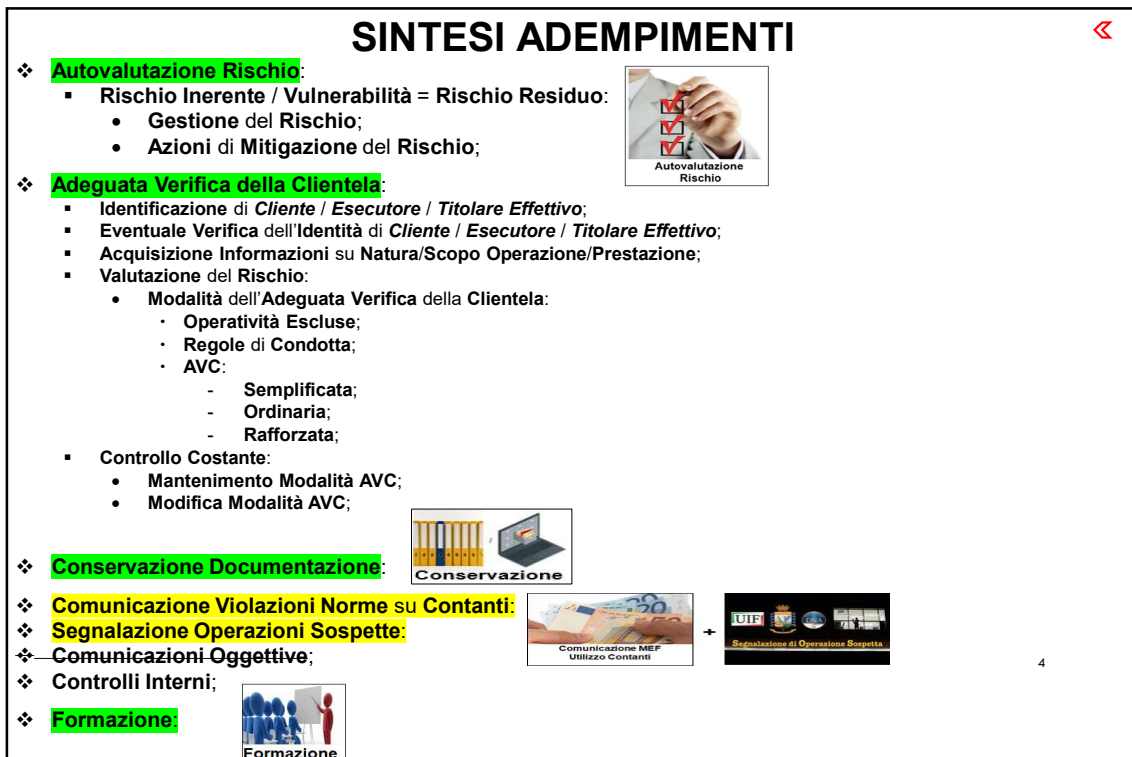 SINTESI ADEMPIMENTI
❖ Autovalutazione Rischio:
▪ Rischio Inerente / Vulnerabilità = Rischio Residuo:
• Gestione del Rischio;
• Azioni di Mitigazione del Rischio;
Autovalutazione
Rischio
❖ Adeguata Verifica della Clientela:
▪ Identificazione di Cliente / Esecutore / Titolare Effettivo;
▪ Eventuale Verifica dell'Identità di Cliente / Esecutore / Titolare Effettivo;
▪ Acquisizione Informazioni su Natura/Scopo Operazione/Prestazione;
▪ Valutazione del Rischio:
• Modalità dell'Adeguata Verifica della Clientela:
· Operatività Escluse;
· Regole di Condotta;
· AVC:
- Semplificata;
- Ordinaria;
- Rafforzata;
▪ Controllo Costante:
• Mantenimento Modalità AVC;
• Modifica Modalità AVC;
Conservazione
❖ Conservazione Documentazione:
❖ Comunicazione Violazioni Norme su Contanti:
❖ Segnalazione Operazioni Sospette:
Comunicazione MEF
Utilizzo Contanti
+
UIF
Segnalazione di Operazione Sospetta
❖ Comunicazioni Oggettive;
4
❖ Controlli Interni;
❖ Formazione:
Formazione